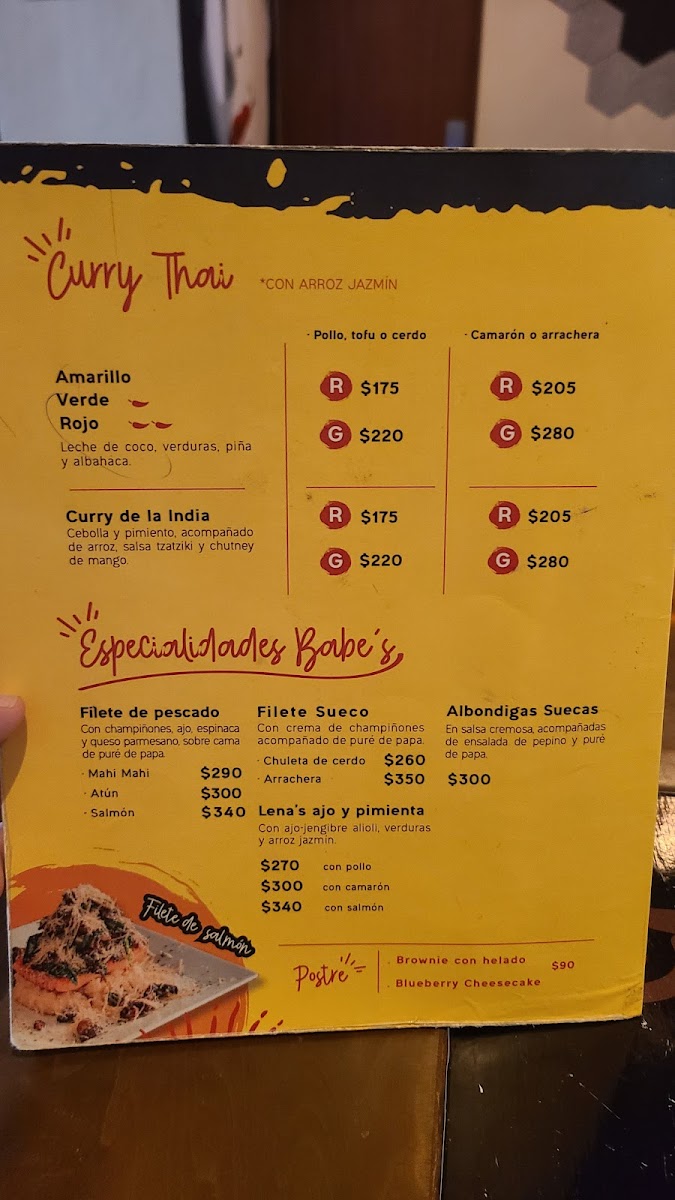 Curry Thai *CON ARROZ JAZMÍN
· Pollo, tofu o cerdo · Camarón o arrachera
Amarillo
Verde
Rojo
Leche de coco, verduras, piña
y albahaca.
R $175 R $205
G $220 G $280
Curry de la India
Cebolla y pimiento, acompañado
de arroz, salsa tzatziki y chutney
de mango.
R $175 R $205
G $220 G $280
Especialidades Babe's
Filete de pescado
Con champiñones, ajo, espinaca
y queso parmesano, sobre cama
de puré de papa.
· Mahi Mahi $290
· Atún $300
· Salmón $340
Filete Sueco
Con crema de champiñones
acompañado de puré de papa.
· Chuleta de cerdo $260
· Arrachera $350
Lena's ajo y pimienta
Con ajo-jengibre alioli, verduras
y arroz jazmín.
$270 con pollo
$300 con camarón
$340 con salmón
Albondigas Suecas
En salsa cremosa, acompañadas
de ensalada de pepino y puré
de papa.
$300
Filete de salmón
Postre
. Brownie con helado
. Blueberry Cheesecake
$90